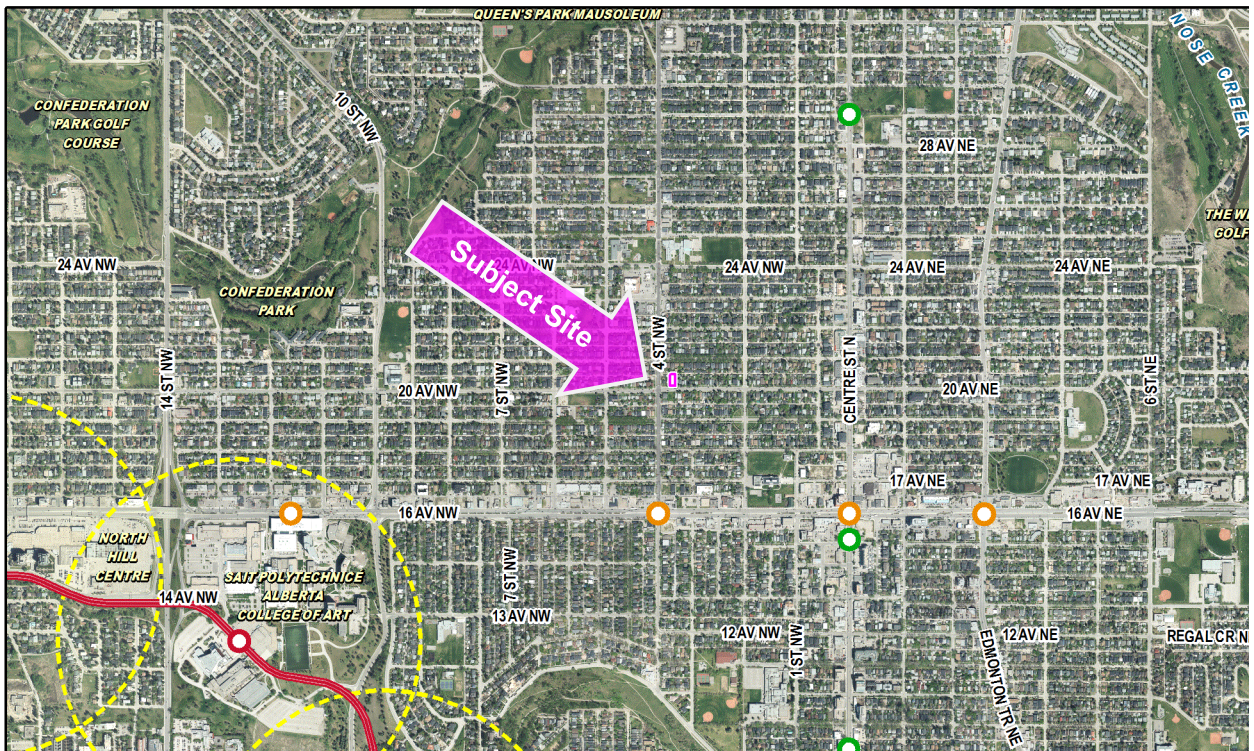 QUEEN'S PARK MAUSOLEUM
NOSE CREEK
CONFEDERATION
PARK GOLF
COURSE
10 ST NW
28 AV NE
THE WE
GOLF
Subject Site
24 AV NW
24 AV NW
24 AV NW
24 AV NE
24 AV NE
CONFEDERATION
PARK
4 ST NW
14 ST NW
7 ST NW
CENTRE ST N
6 ST NE
20 AV NW
20 AV NE
17 AV NE
17 AV NE
16 AV NW
16 AV NE
NORTH
HILL
CENTRE
SAIT POLYTECHNICE
ALBERTA
COLLEGE OF ART
14 AV NW
7 ST NW
13 AV NW
12 AV NW
1 ST NW
12 AV NE
EDMONTON TR NE
REGAL CR N